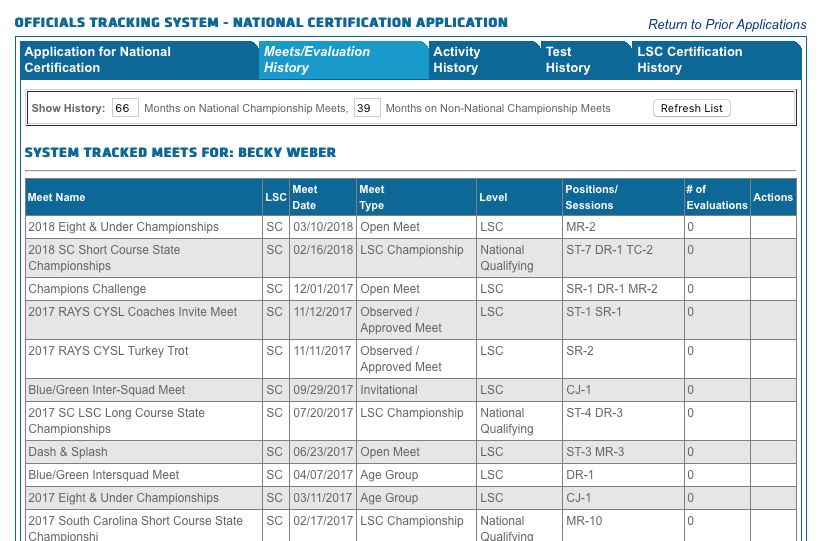 OFFICIALS TRACKING SYSTEM - NATIONAL CERTIFICATION APPLICATION
Return to Prior Applications
Application for National Certification
Meets/Evaluation History
Activity History
Test History
LSC Certification History
Show History: 66 Months on National Championship Meets, 39 Months on Non-National Championship Meets Refresh List
SYSTEM TRACKED MEETS FOR: BECKY WEBER
Meet Name LSC Meet Date Meet Type Level Positions/ Sessions # of Evaluations Actions
2018 Eight & Under Championships SC 03/10/2018 Open Meet LSC MR-2 0
2018 SC Short Course State Championships SC 02/16/2018 LSC Championship National Qualifying ST-7 DR-1 TC-2 0
Champions Challenge SC 12/01/2017 Open Meet LSC SR-1 DR-1 MR-2 0
2017 RAYS CYSL Coaches Invite Meet SC 11/12/2017 Observed / Approved Meet LSC ST-1 SR-1 0
2017 RAYS CYSL Turkey Trot SC 11/11/2017 Observed / Approved Meet LSC SR-2 0
Blue/Green Inter-Squad Meet SC 09/29/2017 Invitational LSC CJ-1 0
2017 SC LSC Long Course State Championships SC 07/20/2017 LSC Championship National Qualifying ST-4 DR-3 0
Dash & Splash SC 06/23/2017 Open Meet LSC ST-3 MR-3 0
Blue/Green Intersquad Meet SC 04/07/2017 Age Group LSC DR-1 0
2017 Eight & Under Championships SC 03/11/2017 Age Group LSC CJ-1 0
2017 South Carolina Short Course State Championshi SC 02/17/2017 LSC Championship National Qualifying MR-10 0